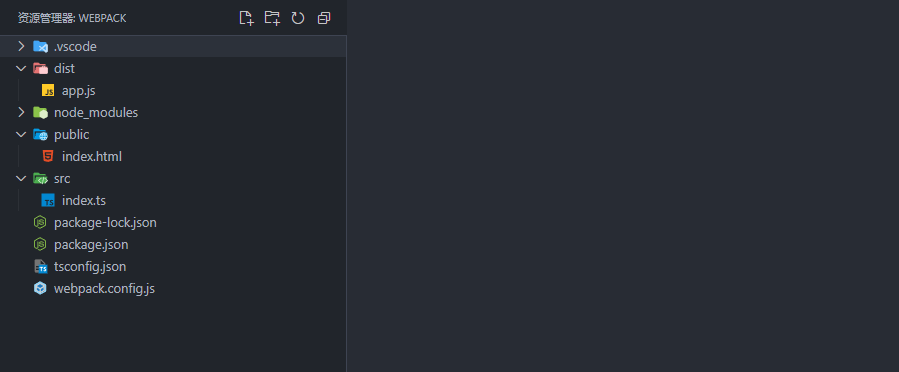 资源管理器: WEBPACK
.vscode
dist
app.js
node_modules
public
index.html
src
index.ts
package-lock.json
package.json
tsconfig.json
webpack.config.js